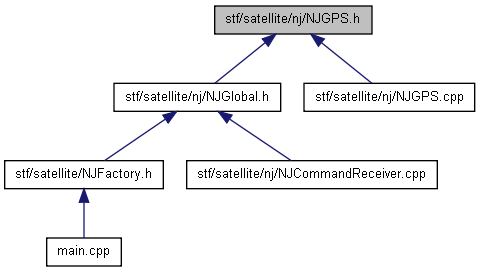 stf/satellite/nj/NJGPS.h
stf/satellite/nj/NJGlobal.h
stf/satellite/nj/NJGPS.cpp
stf/satellite/NJFactory.h
stf/satellite/nj/NJCommandReceiver.cpp
main.cpp